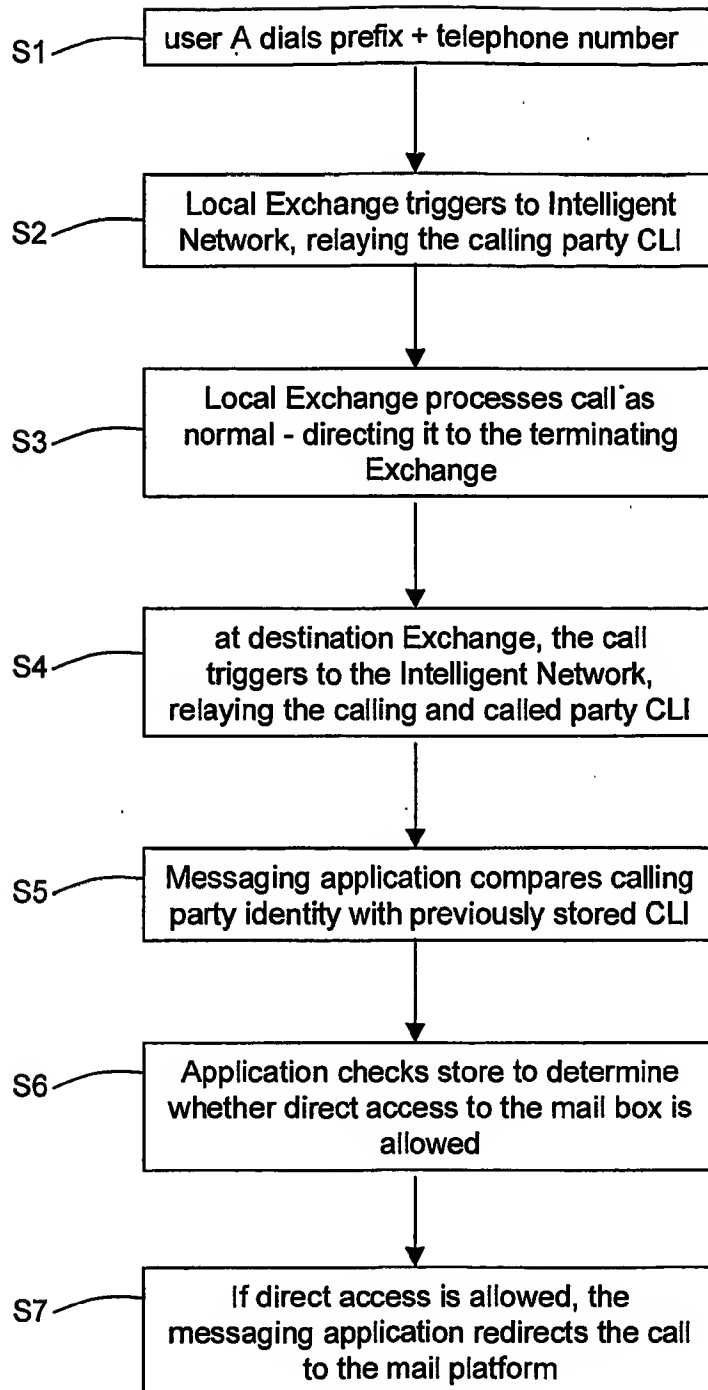 S1
user A dials prefix + telephone number
S2
Local Exchange triggers to Intelligent
Network, relaying the calling party CLI
S3
Local Exchange processes call as
normal - directing it to the terminating
Exchange
S4
at destination Exchange, the call
triggers to the Intelligent Network,
relaying the calling and called party CLI
S5
Messaging application compares calling
party identity with previously stored CLI
S6
Application checks store to determine
whether direct access to the mail box is
allowed
S7
If direct access is allowed, the
messaging application redirects the call
to the mail platform